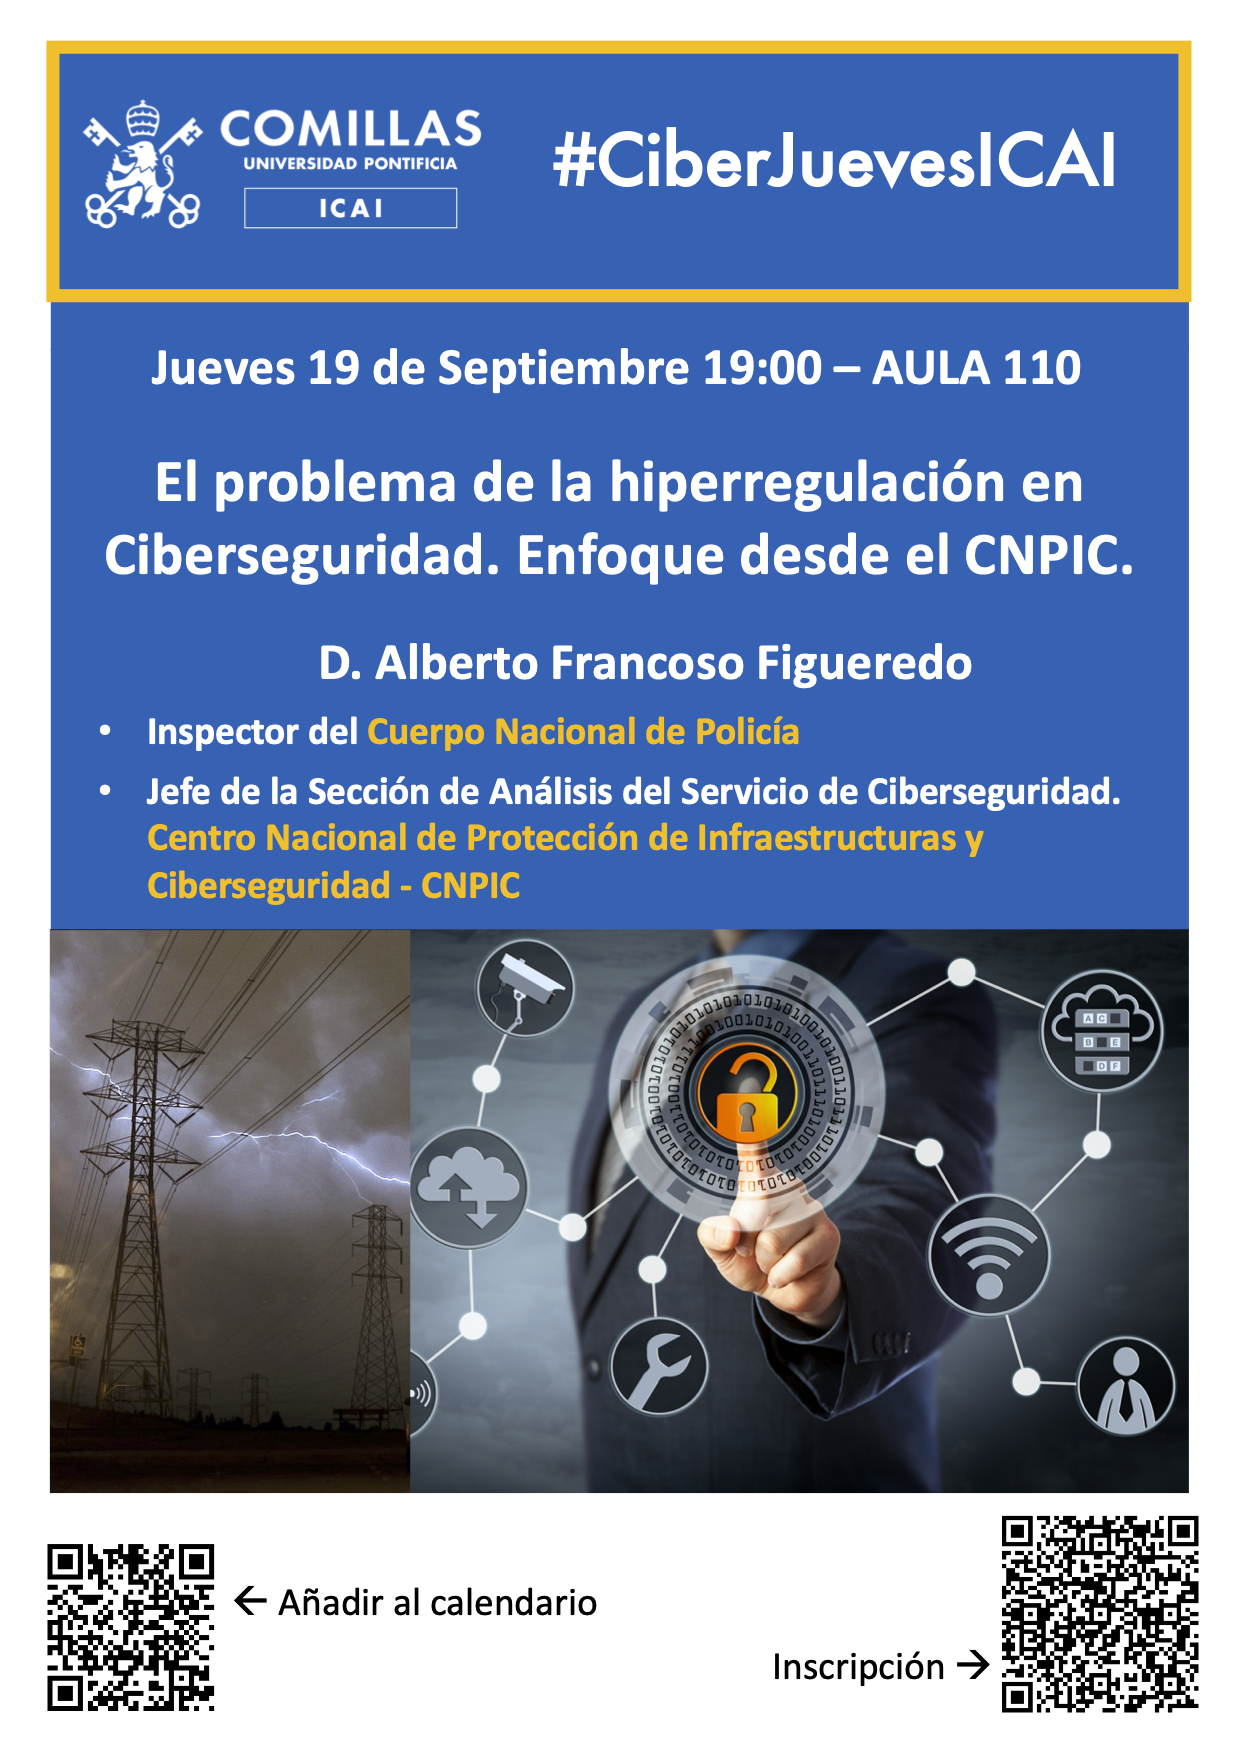 COMILLAS
UNIVERSIDAD PONTIFICIA
ICAI
#CiberJuevesICAI
Jueves 19 de Septiembre 19:00 – AULA 110
El problema de la hiperregulación en
Ciberseguridad. Enfoque desde el CNPIC.
D. Alberto Francoso Figueredo
• Inspector del Cuerpo Nacional de Policía
• Jefe de la Sección de Análisis del Servicio de Ciberseguridad.
Centro Nacional de Protección de Infraestructuras y
Ciberseguridad - CNPIC
A C
B E
D F
← Añadir al calendario
Inscripción →